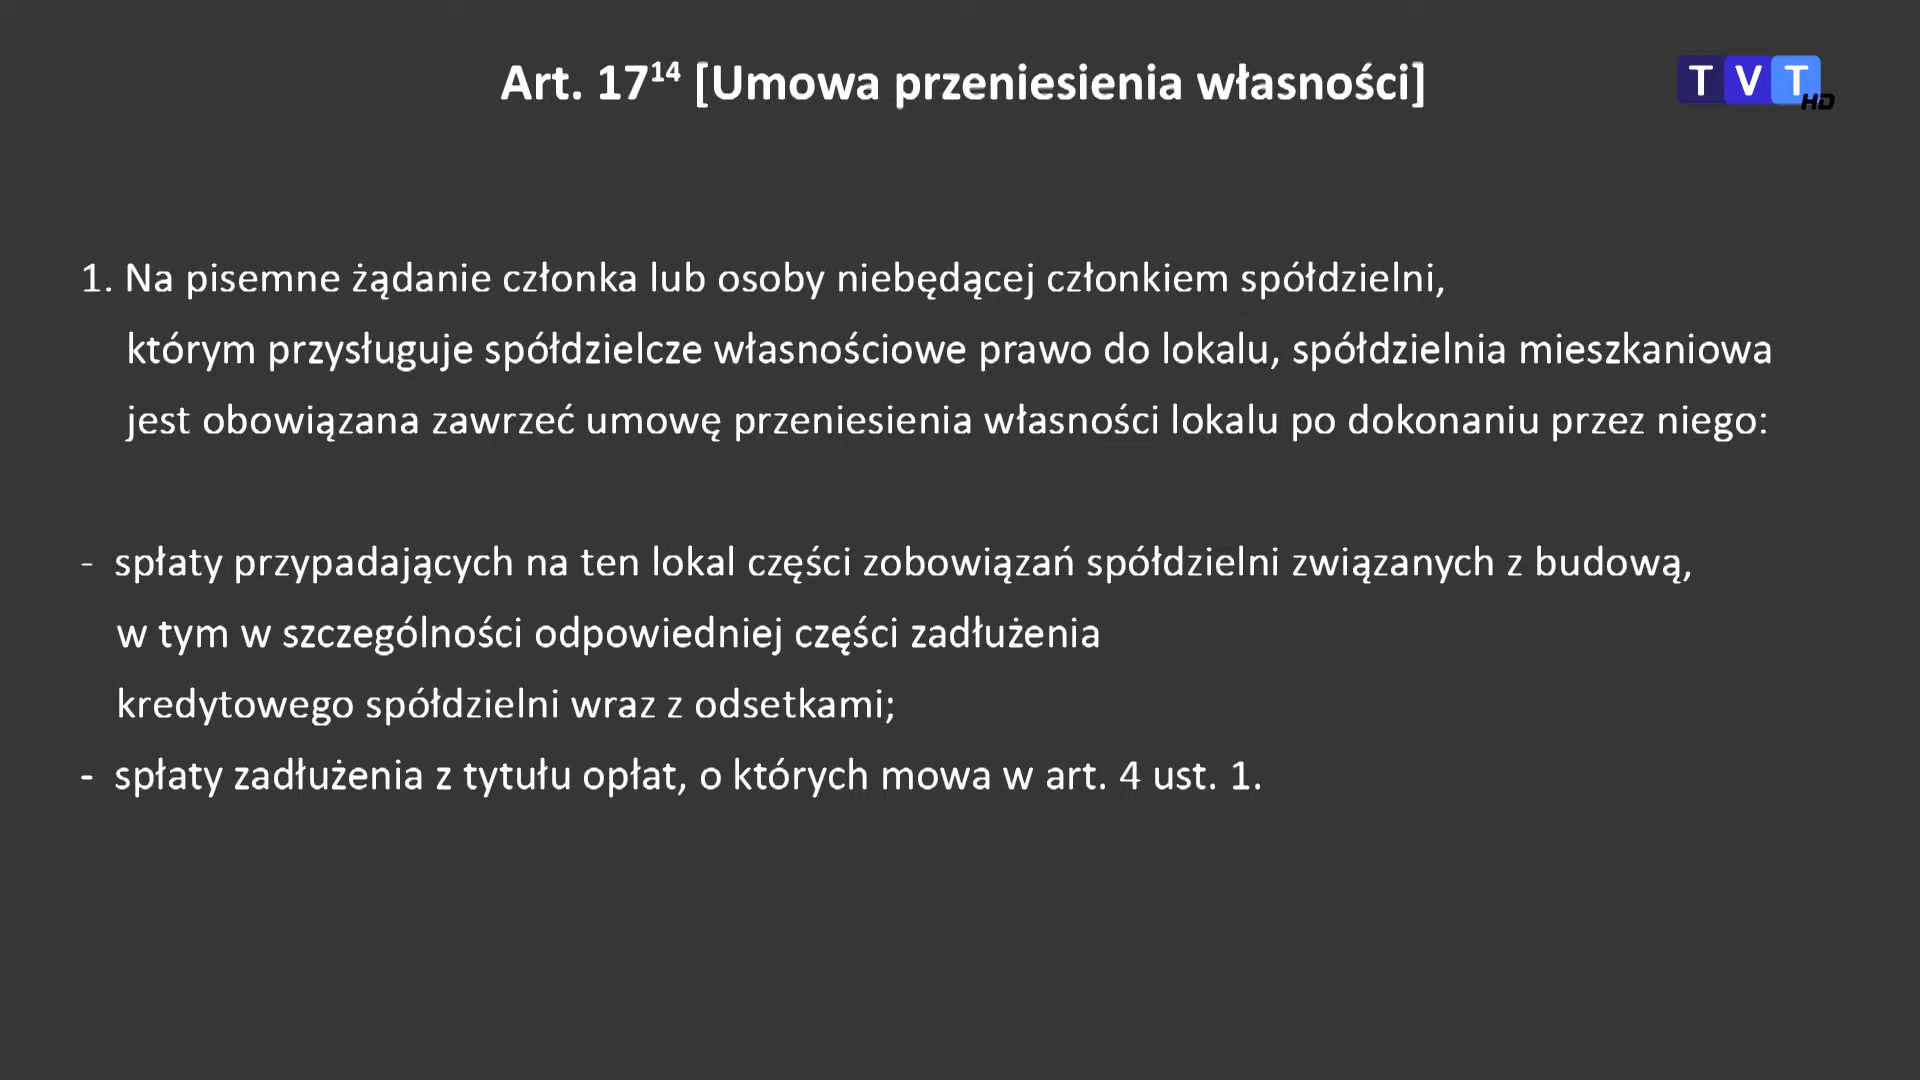 Art. 17¹⁴ [Umowa przeniesienia własności]
TVT HD
1. Na pisemne żądanie członka lub osoby niebędącej członkiem spółdzielni,
którym przysługuje spółdzielcze własnościowe prawo do lokalu, spółdzielnia mieszkaniowa
jest obowiązana zawrzeć umowę przeniesienia własności lokalu po dokonaniu przez niego:
- spłaty przypadających na ten lokal części zobowiązań spółdzielni związanych z budową,
w tym w szczególności odpowiedniej części zadłużenia
kredytowego spółdzielni wraz z odsetkami;
- spłaty zadłużenia z tytułu opłat, o których mowa w art. 4 ust. 1.